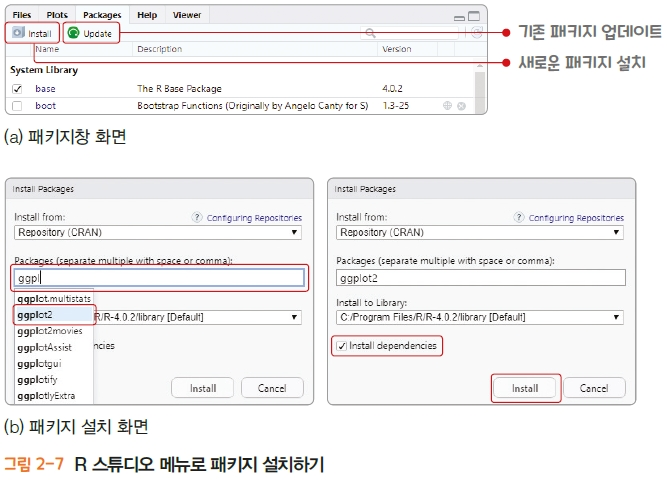 Files Plots Packages Help Viewer
Install Update
기존 패키지 업데이트
새로운 패키지 설치
Name Description Version
System Library
base The R Base Package 4.0.2
boot Bootstrap Functions (Originally by Angelo Canty for S) 1.3-25
(a) 패키지창 화면
Install Packages
Install from: ? Configuring Repositories
Repository (CRAN)
Packages (separate multiple with space or comma):
ggpl
ggplot.multistats
ggplot2
R/R-4.0.2/library [Default]
ggplot2movies
ggplotAssist
ncies
ggplotgui
ggplotify
ggplotlyExtra
Install Cancel
Install Packages
Install from: ? Configuring Repositories
Repository (CRAN)
Packages (separate multiple with space or comma):
ggplot2
Install to Library:
C:/Program Files/R/R-4.0.2/library [Default]
Install dependencies
Install Cancel
(b) 패키지 설치 화면
그림 2-7 R 스튜디오 메뉴로 패키지 설치하기